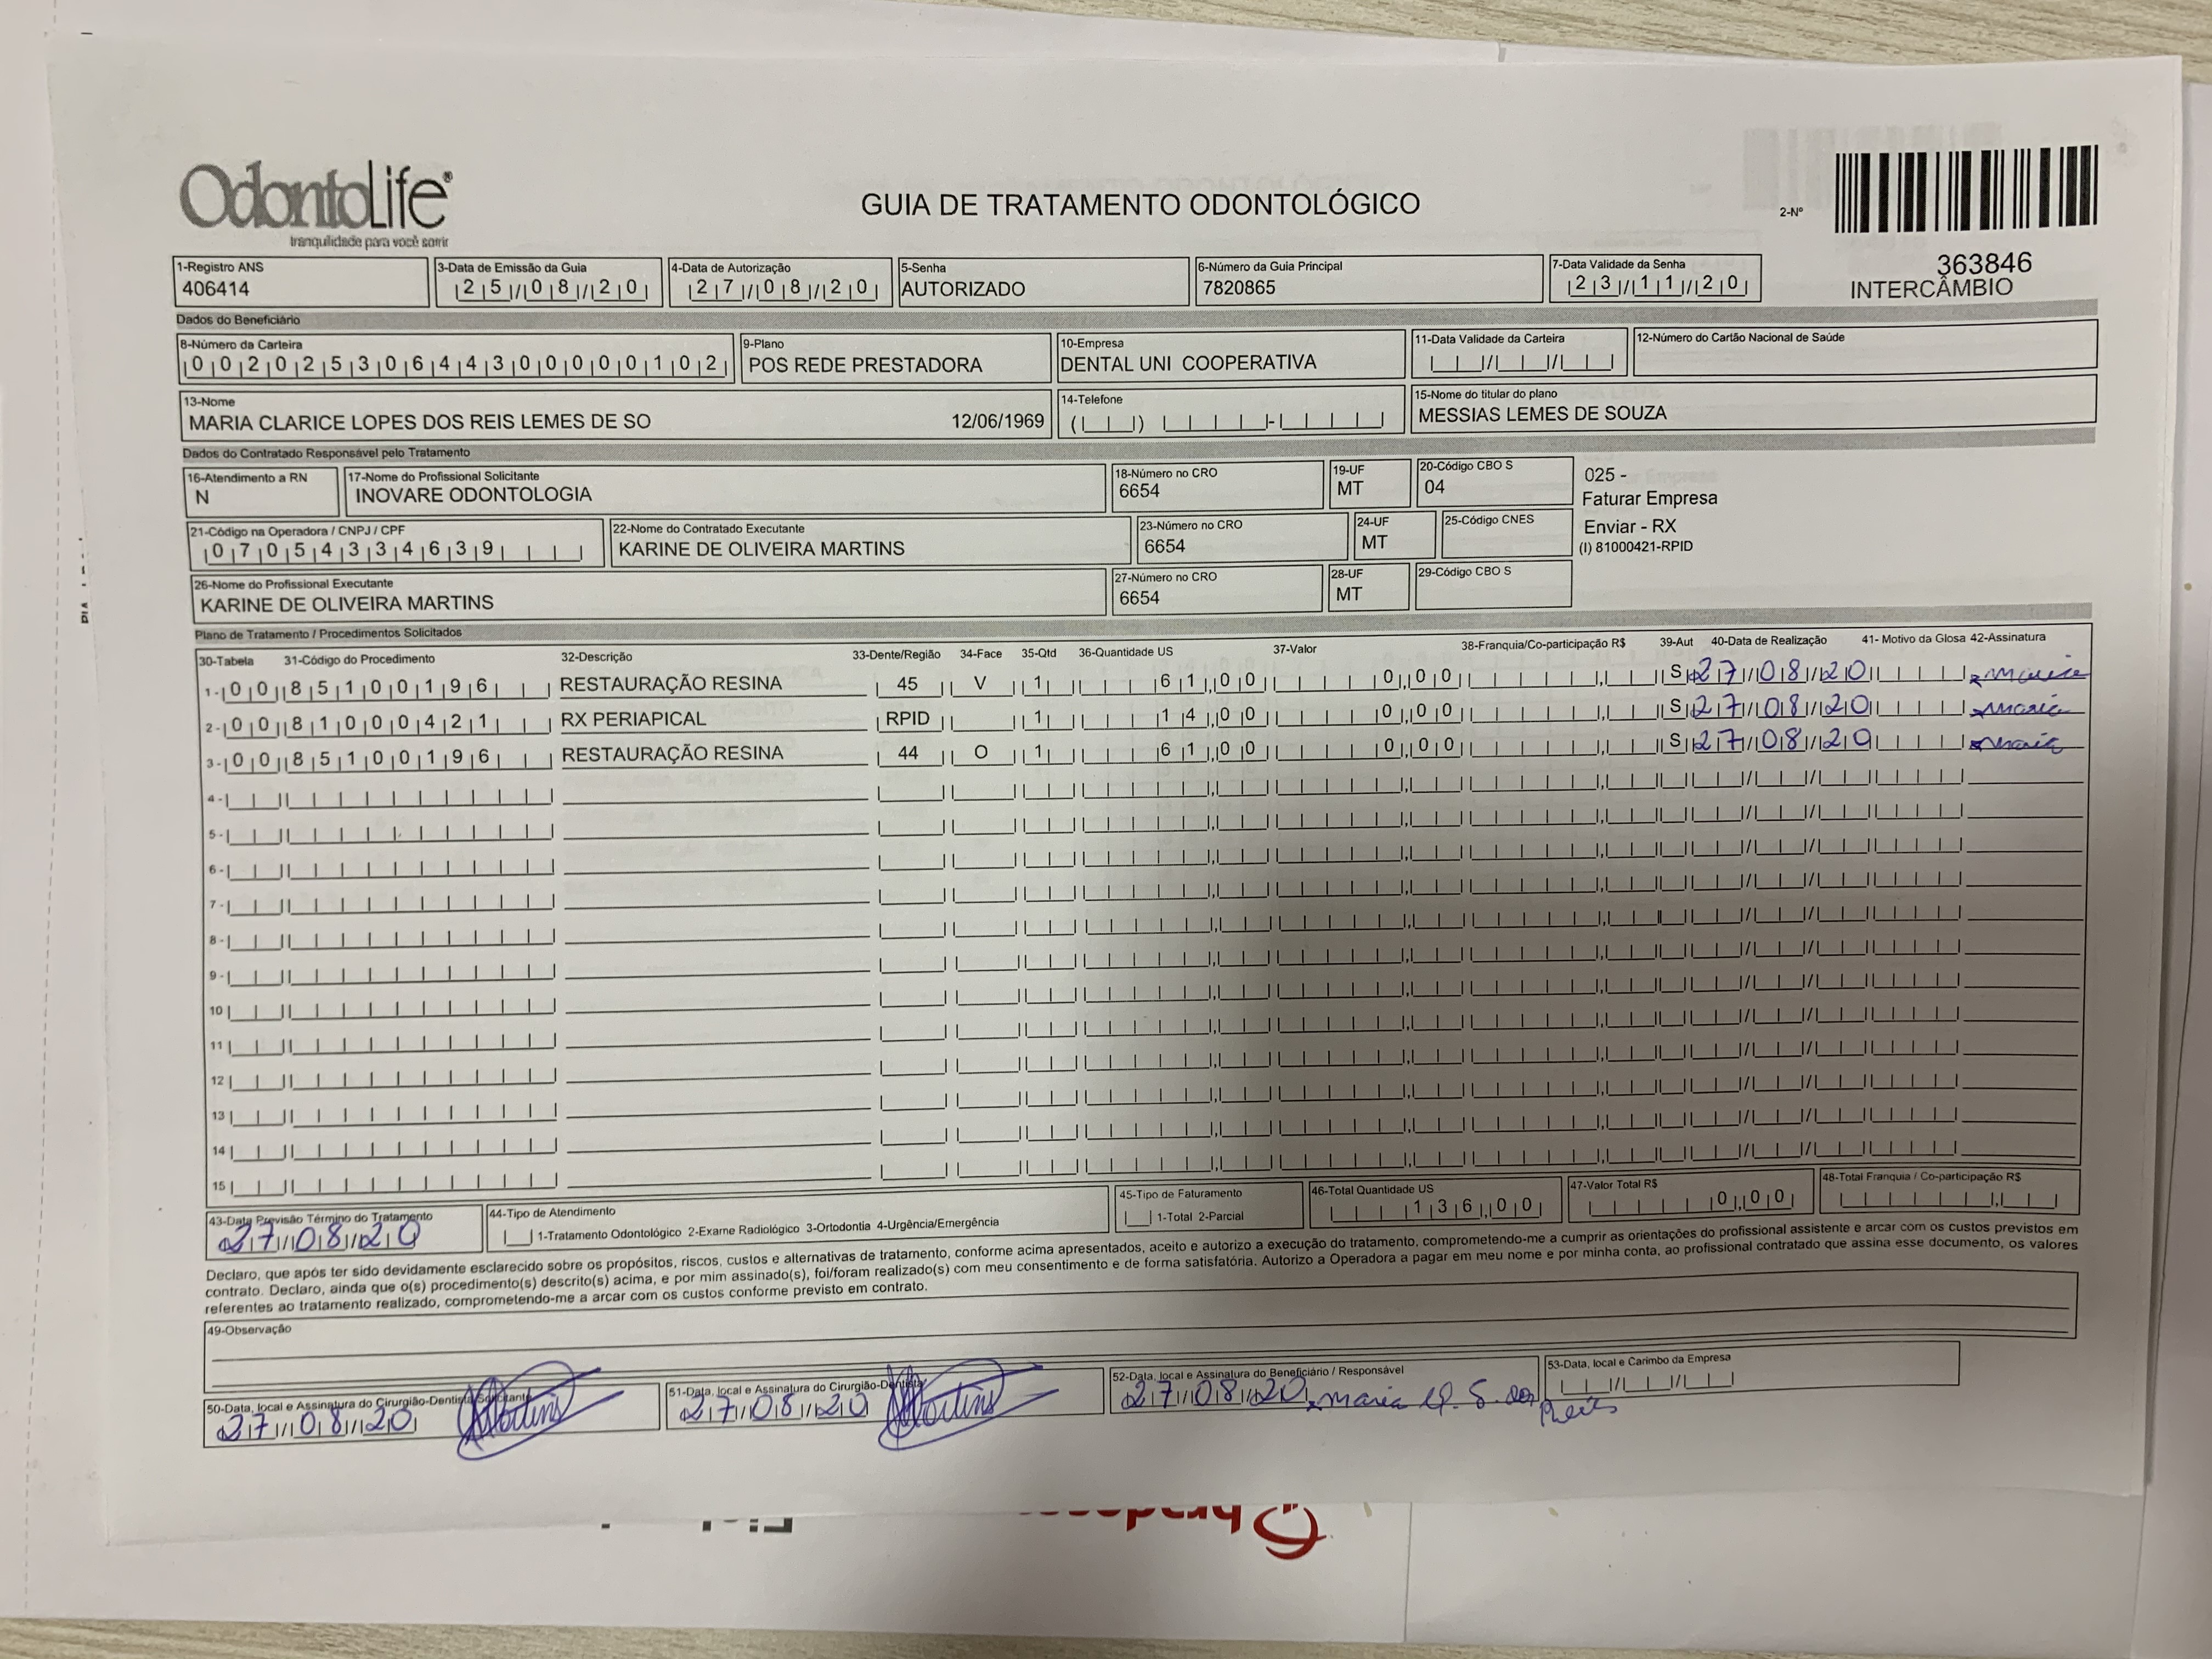 OdontoLife®
tranquilidade para você sorrir
GUIA DE TRATAMENTO ODONTOLÓGICO
2-Nº
363846
INTERCÂMBIO
1-Registro ANS
406414
3-Data de Emissão da Guia
25/08/20
4-Data de Autorização
27/08/20
5-Senha
AUTORIZADO
6-Número da Guia Principal
7820865
7-Data Validade da Senha
23/11/20
Dados do Beneficiário
8-Número da Carteira
002025306443000000102
9-Plano
POS REDE PRESTADORA
10-Empresa
DENTAL UNI COOPERATIVA
11-Data Validade da Carteira
12-Número do Cartão Nacional de Saúde
13-Nome
MARIA CLARICE LOPES DOS REIS LEMES DE SO 12/06/1969
14-Telefone
15-Nome do titular do plano
MESSIAS LEMES DE SOUZA
Dados do Contratado Responsável pelo Tratamento
16-Atendimento a RN
N
17-Nome do Profissional Solicitante
INOVARE ODONTOLOGIA
18-Número no CRO
6654
19-UF
MT
20-Código CBO S
04
025 -
Faturar Empresa
Enviar - RX
(I) 81000421-RPID
21-Código na Operadora / CNPJ / CPF
07054334639
22-Nome do Contratado Executante
KARINE DE OLIVEIRA MARTINS
23-Número no CRO
6654
24-UF
MT
25-Código CNES
26-Nome do Profissional Executante
KARINE DE OLIVEIRA MARTINS
27-Número no CRO
6654
28-UF
MT
29-Código CBO S
Plano de Tratamento / Procedimentos Solicitados
30-Tabela 31-Código do Procedimento 32-Descrição 33-Dente/Região 34-Face 35-Qtd 36-Quantidade US 37-Valor 38-Franquia/Co-participação R$ 39-Aut 40-Data de Realização 41- Motivo da Glosa 42-Assinatura
1- 00 85100196 RESTAURAÇÃO RESINA 45 V 1 61,00 0,00 S 27/08/20 maria
2- 00 81000421 RX PERIAPICAL RPID 1 14,00 0,00 S 27/08/20 maria
3- 00 85100196 RESTAURAÇÃO RESINA 44 O 1 61,00 0,00 S 27/08/20 maria
4-
5-
6-
7-
8-
9-
10
11
12
13
14
15
43-Data Previsão Término do Tratamento
27/08/20
44-Tipo de Atendimento
1-Tratamento Odontológico 2-Exame Radiológico 3-Ortodontia 4-Urgência/Emergência
45-Tipo de Faturamento
1-Total 2-Parcial
46-Total Quantidade US
136,00
47-Valor Total R$
0,00
48-Total Franquia / Co-participação R$
Declaro, que após ter sido devidamente esclarecido sobre os propósitos, riscos, custos e alternativas de tratamento, conforme acima apresentados, aceito e autorizo a execução do tratamento, comprometendo-me a cumprir as orientações do profissional assistente e arcar com os custos previstos em
contrato. Declaro, ainda que o(s) procedimento(s) descrito(s) acima, e por mim assinado(s), foi/foram realizado(s) com meu consentimento e de forma satisfatória. Autorizo a Operadora a pagar em meu nome e por minha conta, ao profissional contratado que assina esse documento, os valores
referentes ao tratamento realizado, comprometendo-me a arcar com os custos conforme previsto em contrato.
49-Observação
50-Data, local e Assinatura do Cirurgião-Dentista Solicitante
27/08/20 Martins
51-Data, local e Assinatura do Cirurgião-Dentista
27/08/20 Martins
52-Data, local e Assinatura do Beneficiário / Responsável
27/08/20 maria dos Reis
53-Data, local e Carimbo da Empresa